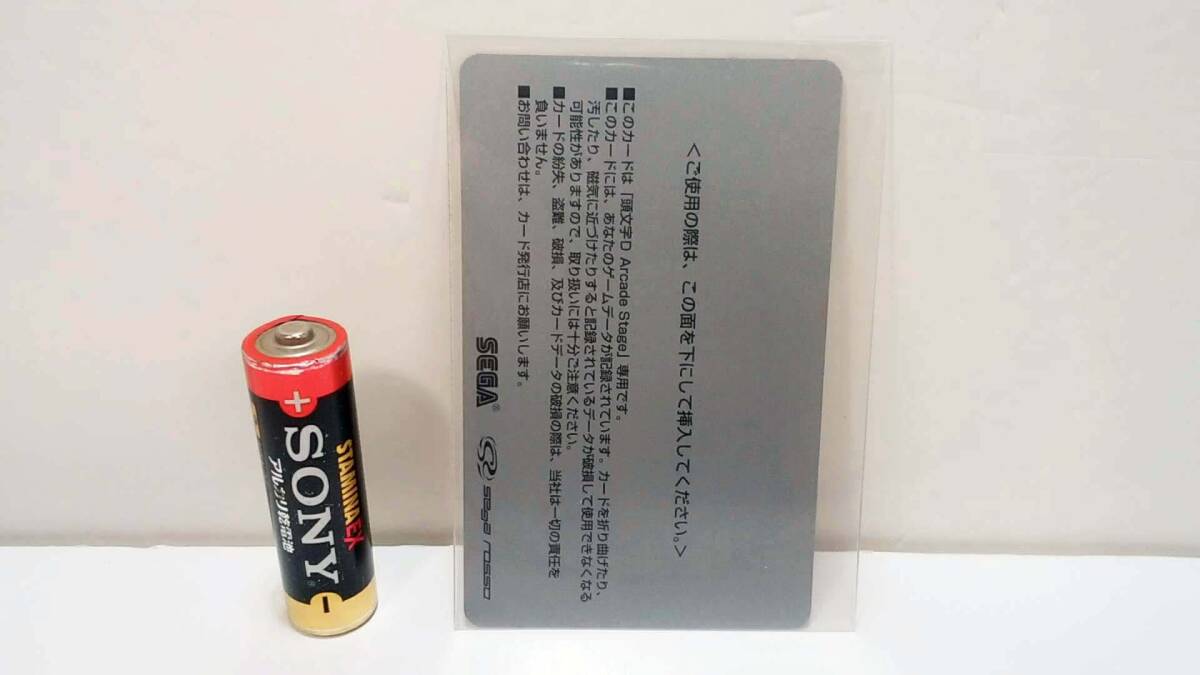 <ご使用の際は、この面を下にして挿入してください。>
■このカードは「頭文字D Arcade Stage」専用です。
■このカードには、あなたのゲームデータが記録されています。カードを折り曲げたり、
汚したり、磁気に近づけたりすると記録されているデータが破損して使用できなくなる
可能性がありますので、取り扱いには十分ご注意ください。
■カードの紛失、盗難、破損、及びカードデータの破損の際は、当社は一切の責任を
負いません。
■お問い合わせは、カード発行店にお願いします。
SEGA®
sega rosso
+
STAMINA EX
SONY®
アルカリ乾電池
-